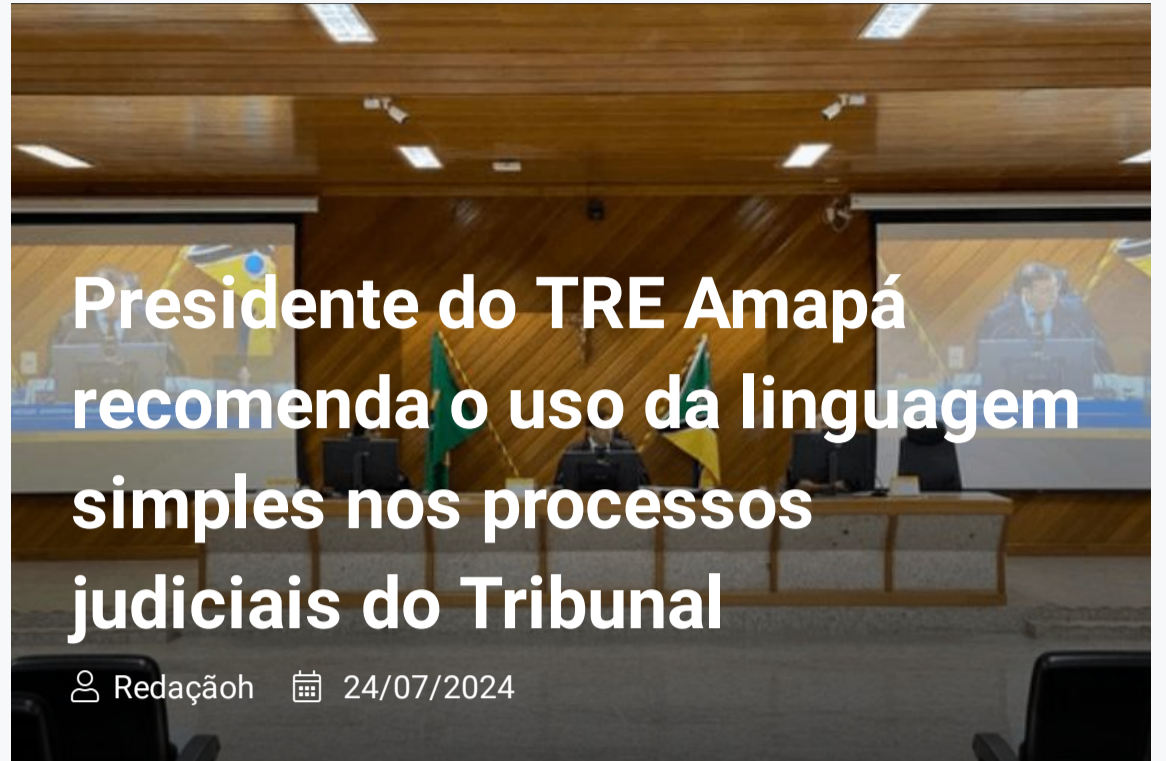 Presidente do TRE Amapá
recomenda o uso da linguagem
simples nos processos
judiciais do Tribunal
Redaçãoh 24/07/2024